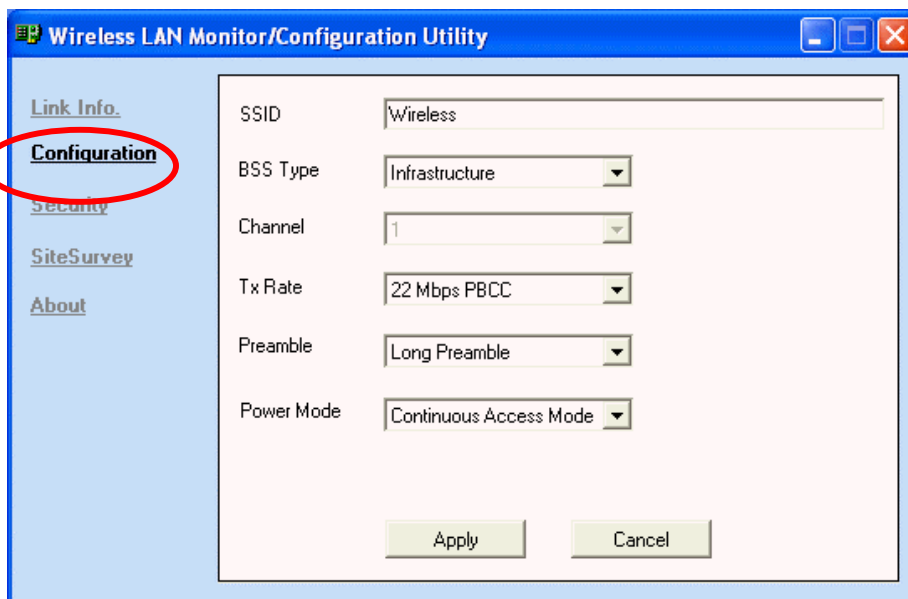 Wireless LAN Monitor/Configuration Utility
Link Info.
Configuration
Security
SiteSurvey
About
SSID Wireless
BSS Type Infrastructure
Channel 1
Tx Rate 22 Mbps PBCC
Preamble Long Preamble
Power Mode Continuous Access Mode
Apply Cancel